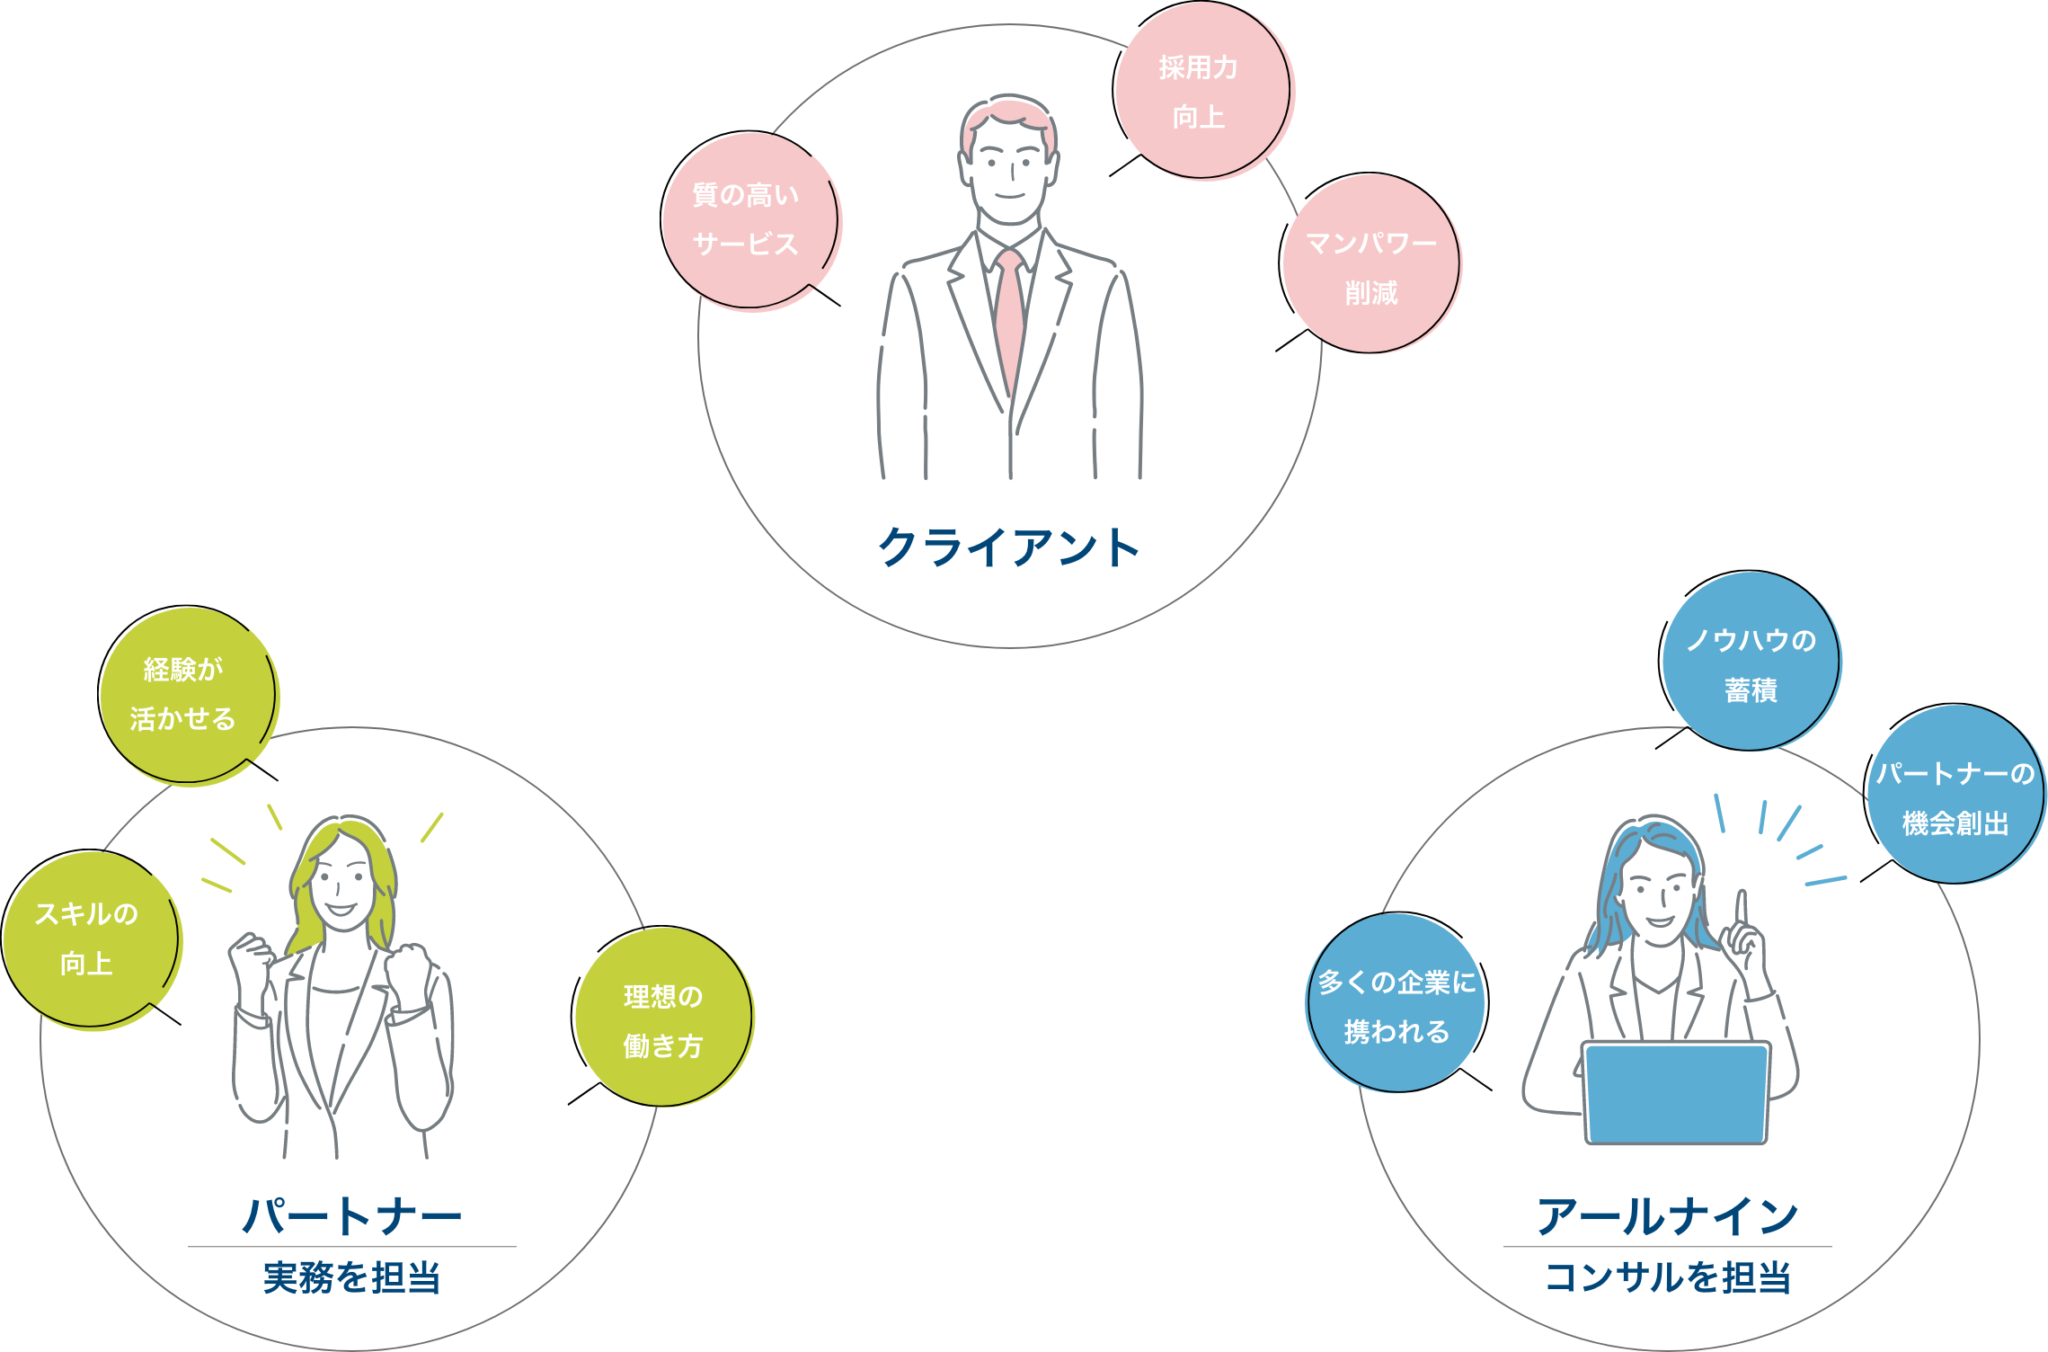 採用力
向上
質の高い
サービス
マンパワー
削減
クライアント
経験が
活かせる
スキルの
向上
理想の
働き方
パートナー
実務を担当
ノウハウの
蓄積
パートナーの
機会創出
多くの企業に
携われる
アールナイン
コンサルを担当